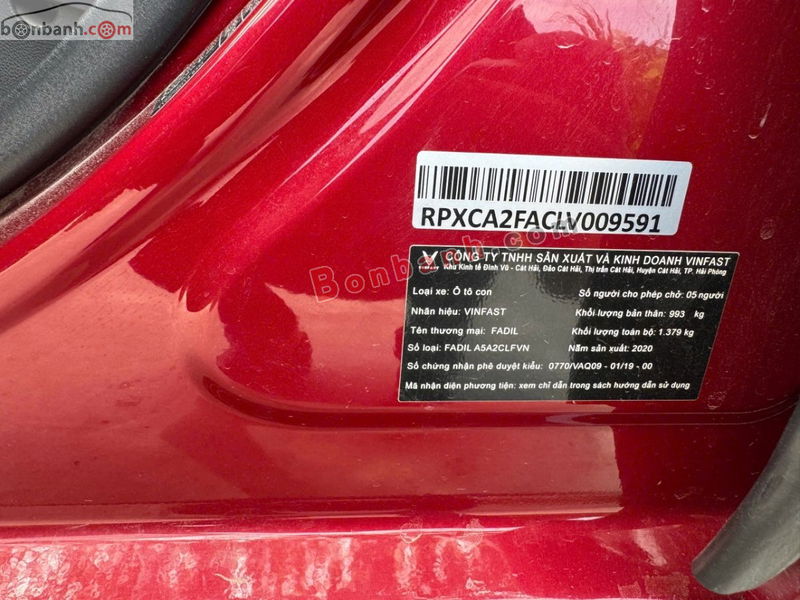 bonbanh.com
RPXCA2FACLV009591
Bonbanh.com
VINFAST
CÔNG TY TNHH SẢN XUẤT VÀ KINH DOANH VINFAST
Khu Kinh tế Đình Vũ - Cát Hải, Đảo Cát Hải, Thị trấn Cát Hải, Huyện Cát Hải, TP. Hải Phòng
Loại xe: Ô tô con Số người cho phép chở: 05 người
Nhãn hiệu: VINFAST Khối lượng bản thân: 993 kg
Tên thương mại: FADIL Khối lượng toàn bộ: 1.379 kg
Số loại: FADIL A5A2CLFVN Năm sản xuất: 2020
Số chứng nhận phê duyệt kiểu: 0770/VAQ09 - 01/19 - 00
Mã nhận diện phương tiện: xem chỉ dẫn trong sách hướng dẫn sử dụng
Bonbanh.com